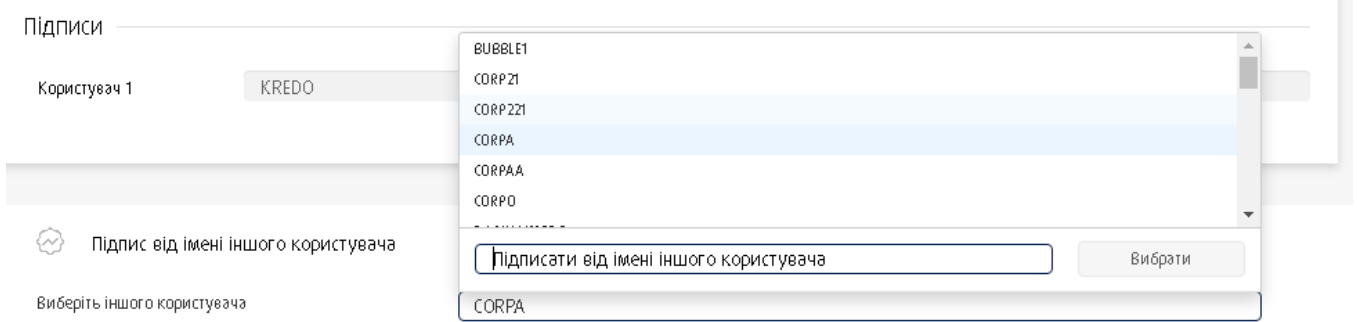 Підписи
Користувач 1
KREDO
BUBBLE1
CORP21
CORP221
CORPA
CORPAA
CORPO
Підпис від імені іншого користувача
Підписати від імені іншого користувача
Вибрати
Виберіть іншого користувача
CORPA